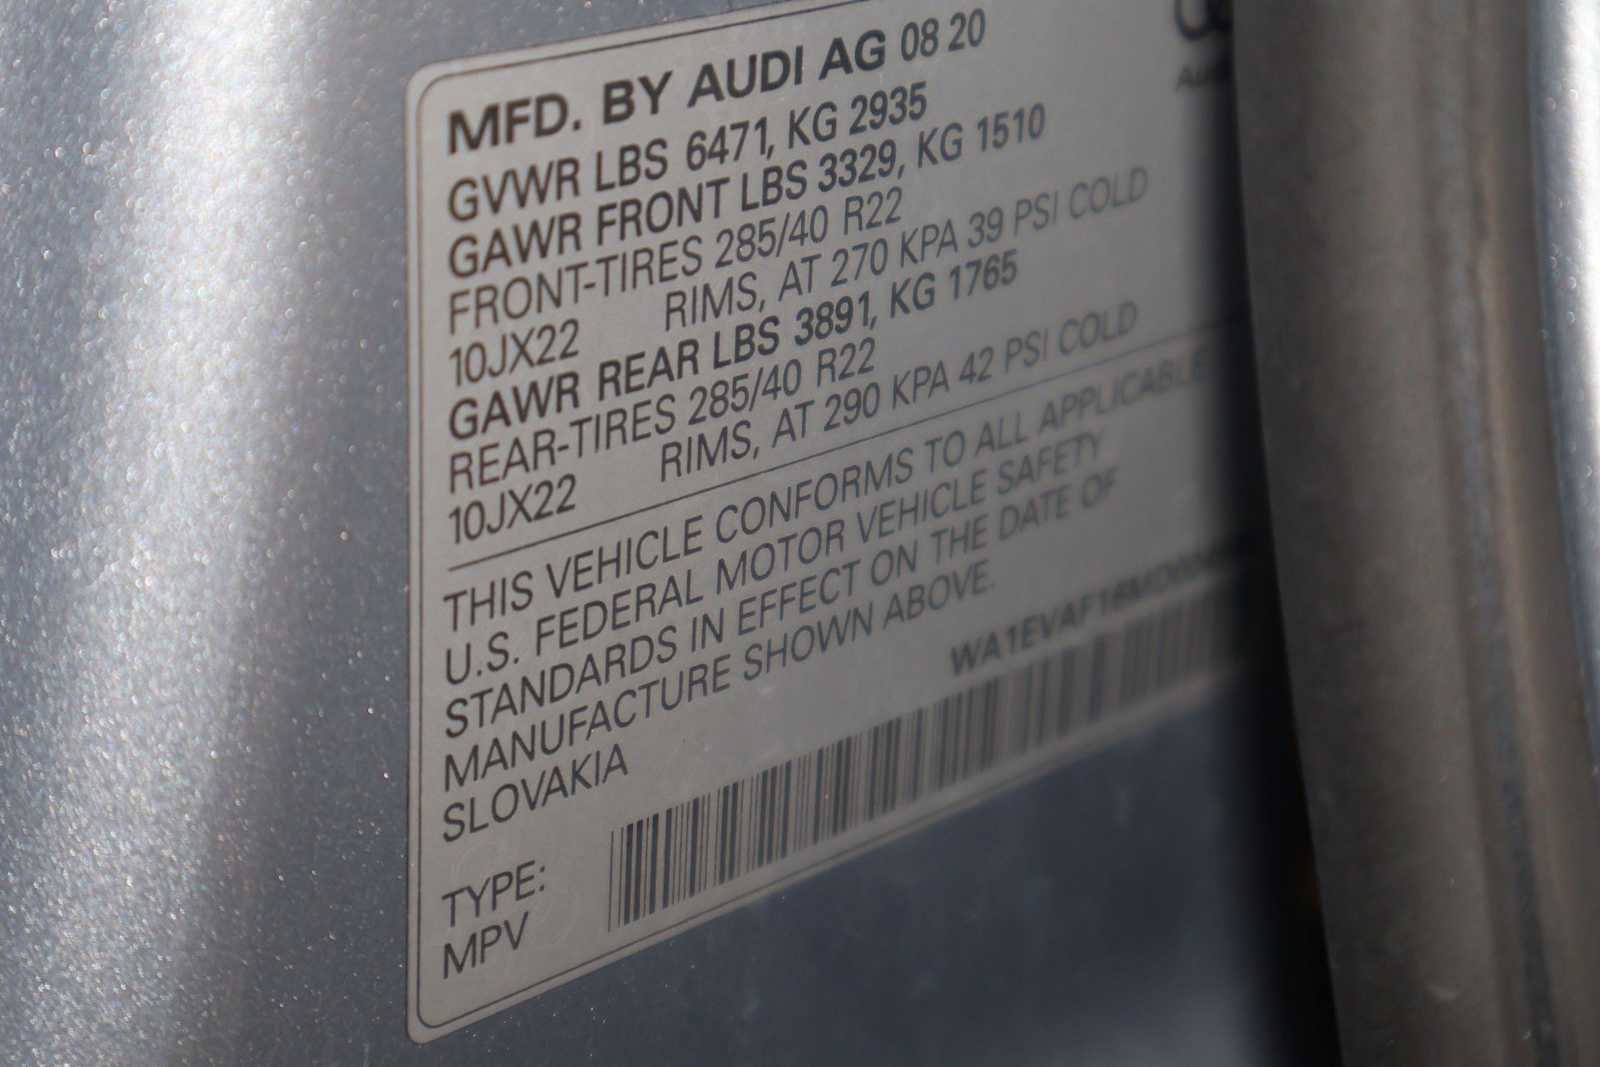 MFD. BY AUDI AG 08 20
GVWR LBS 6471, KG 2935
GAWR FRONT LBS 3329, KG 1510
FRONT-TIRES 285/40 R22
10JX22 RIMS, AT 270 KPA 39 PSI COLD
GAWR REAR LBS 3891, KG 1765
REAR-TIRES 285/40 R22
10JX22 RIMS, AT 290 KPA 42 PSI COLD
THIS VEHICLE CONFORMS TO ALL APPLICABLE
U.S. FEDERAL MOTOR VEHICLE SAFETY
STANDARDS IN EFFECT ON THE DATE OF
MANUFACTURE SHOWN ABOVE.
SLOVAKIA
TYPE:
MPV